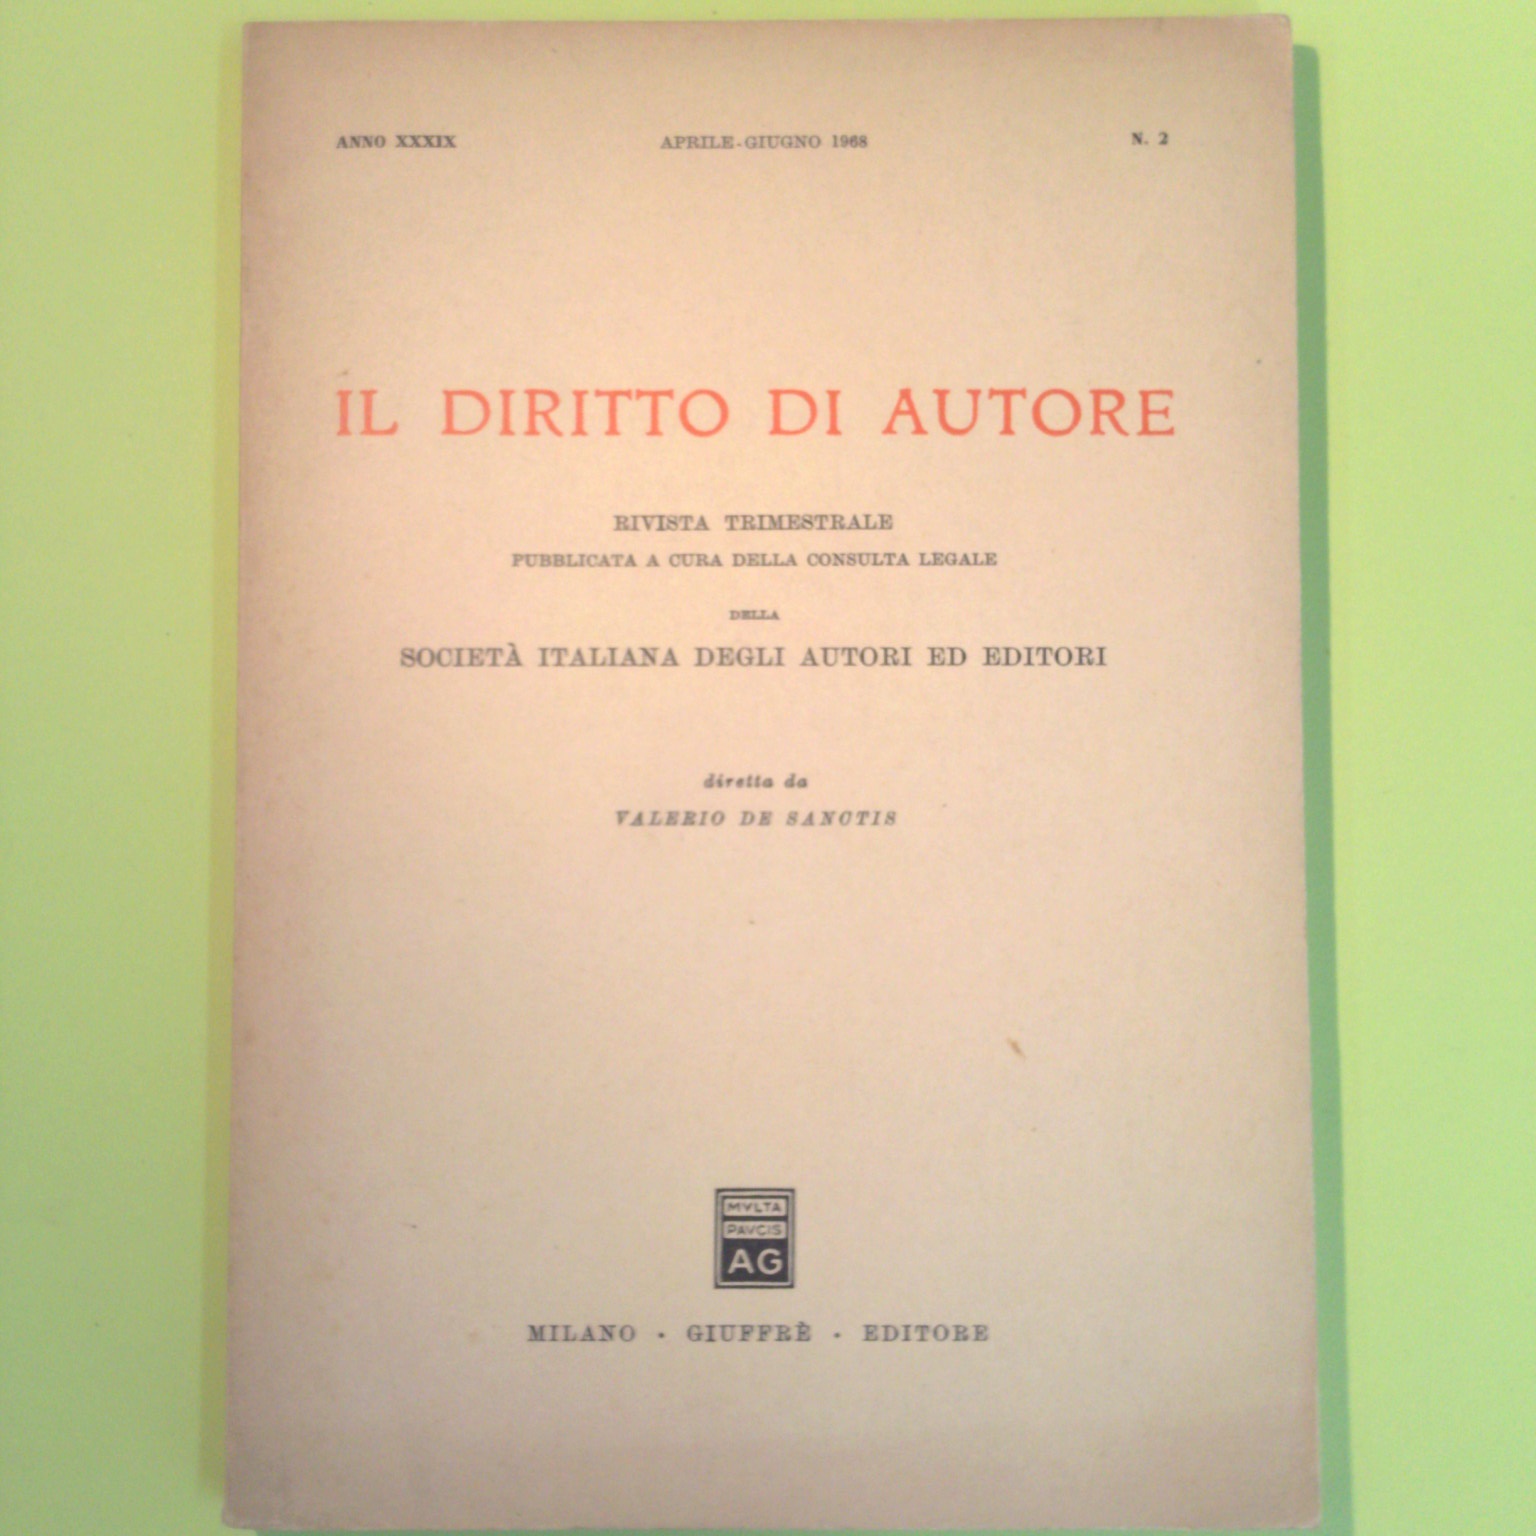 ANNO XXXIX APRILE-GIUGNO 1968 N. 2
IL DIRITTO DI AUTORE
RIVISTA TRIMESTRALE
PUBBLICATA A CURA DELLA CONSULTA LEGALE
DELLA
SOCIETÀ ITALIANA DEGLI AUTORI ED EDITORI
diretta da
VALERIO DE SANCTIS
MVLTA
PAVCIS
AG
MILANO · GIUFFRÈ · EDITORE